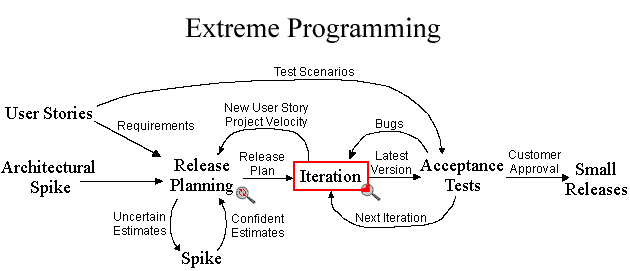 Extreme Programming
Test Scenarios
User Stories
New User Story
Project Velocity
Bugs
Requirements
Architectural
Spike
Release
Planning
Release
Plan
Iteration
Latest
Version
Acceptance
Tests
Customer
Approval
Small
Releases
Uncertain
Estimates
Confident
Estimates
Next Iteration
Spike